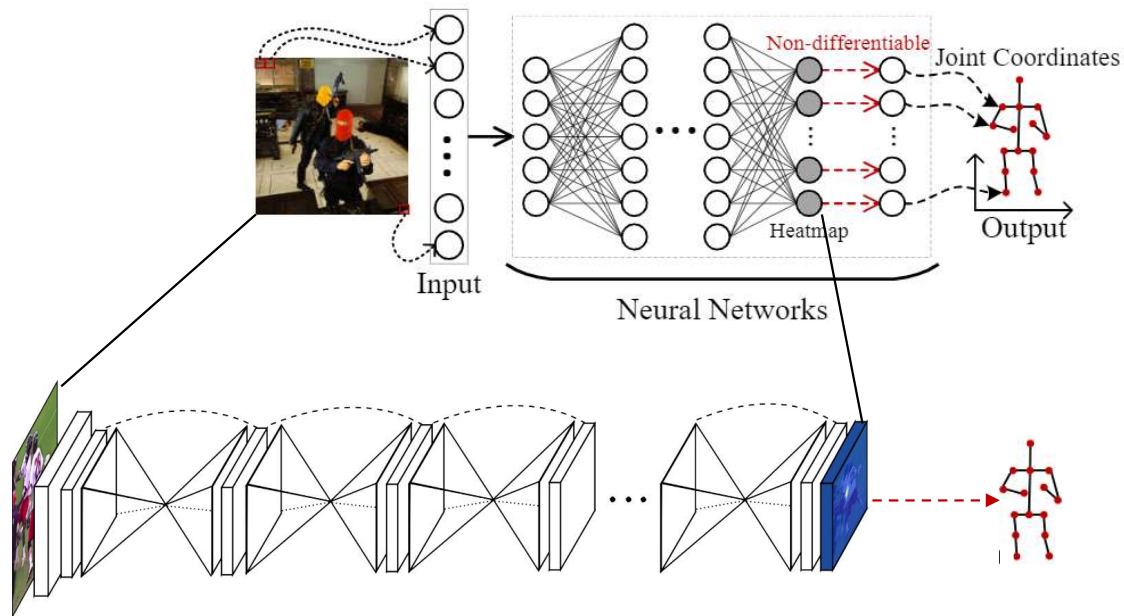 Non-differentiable
Joint Coordinates
Heatmap
Output
Input
Neural Networks